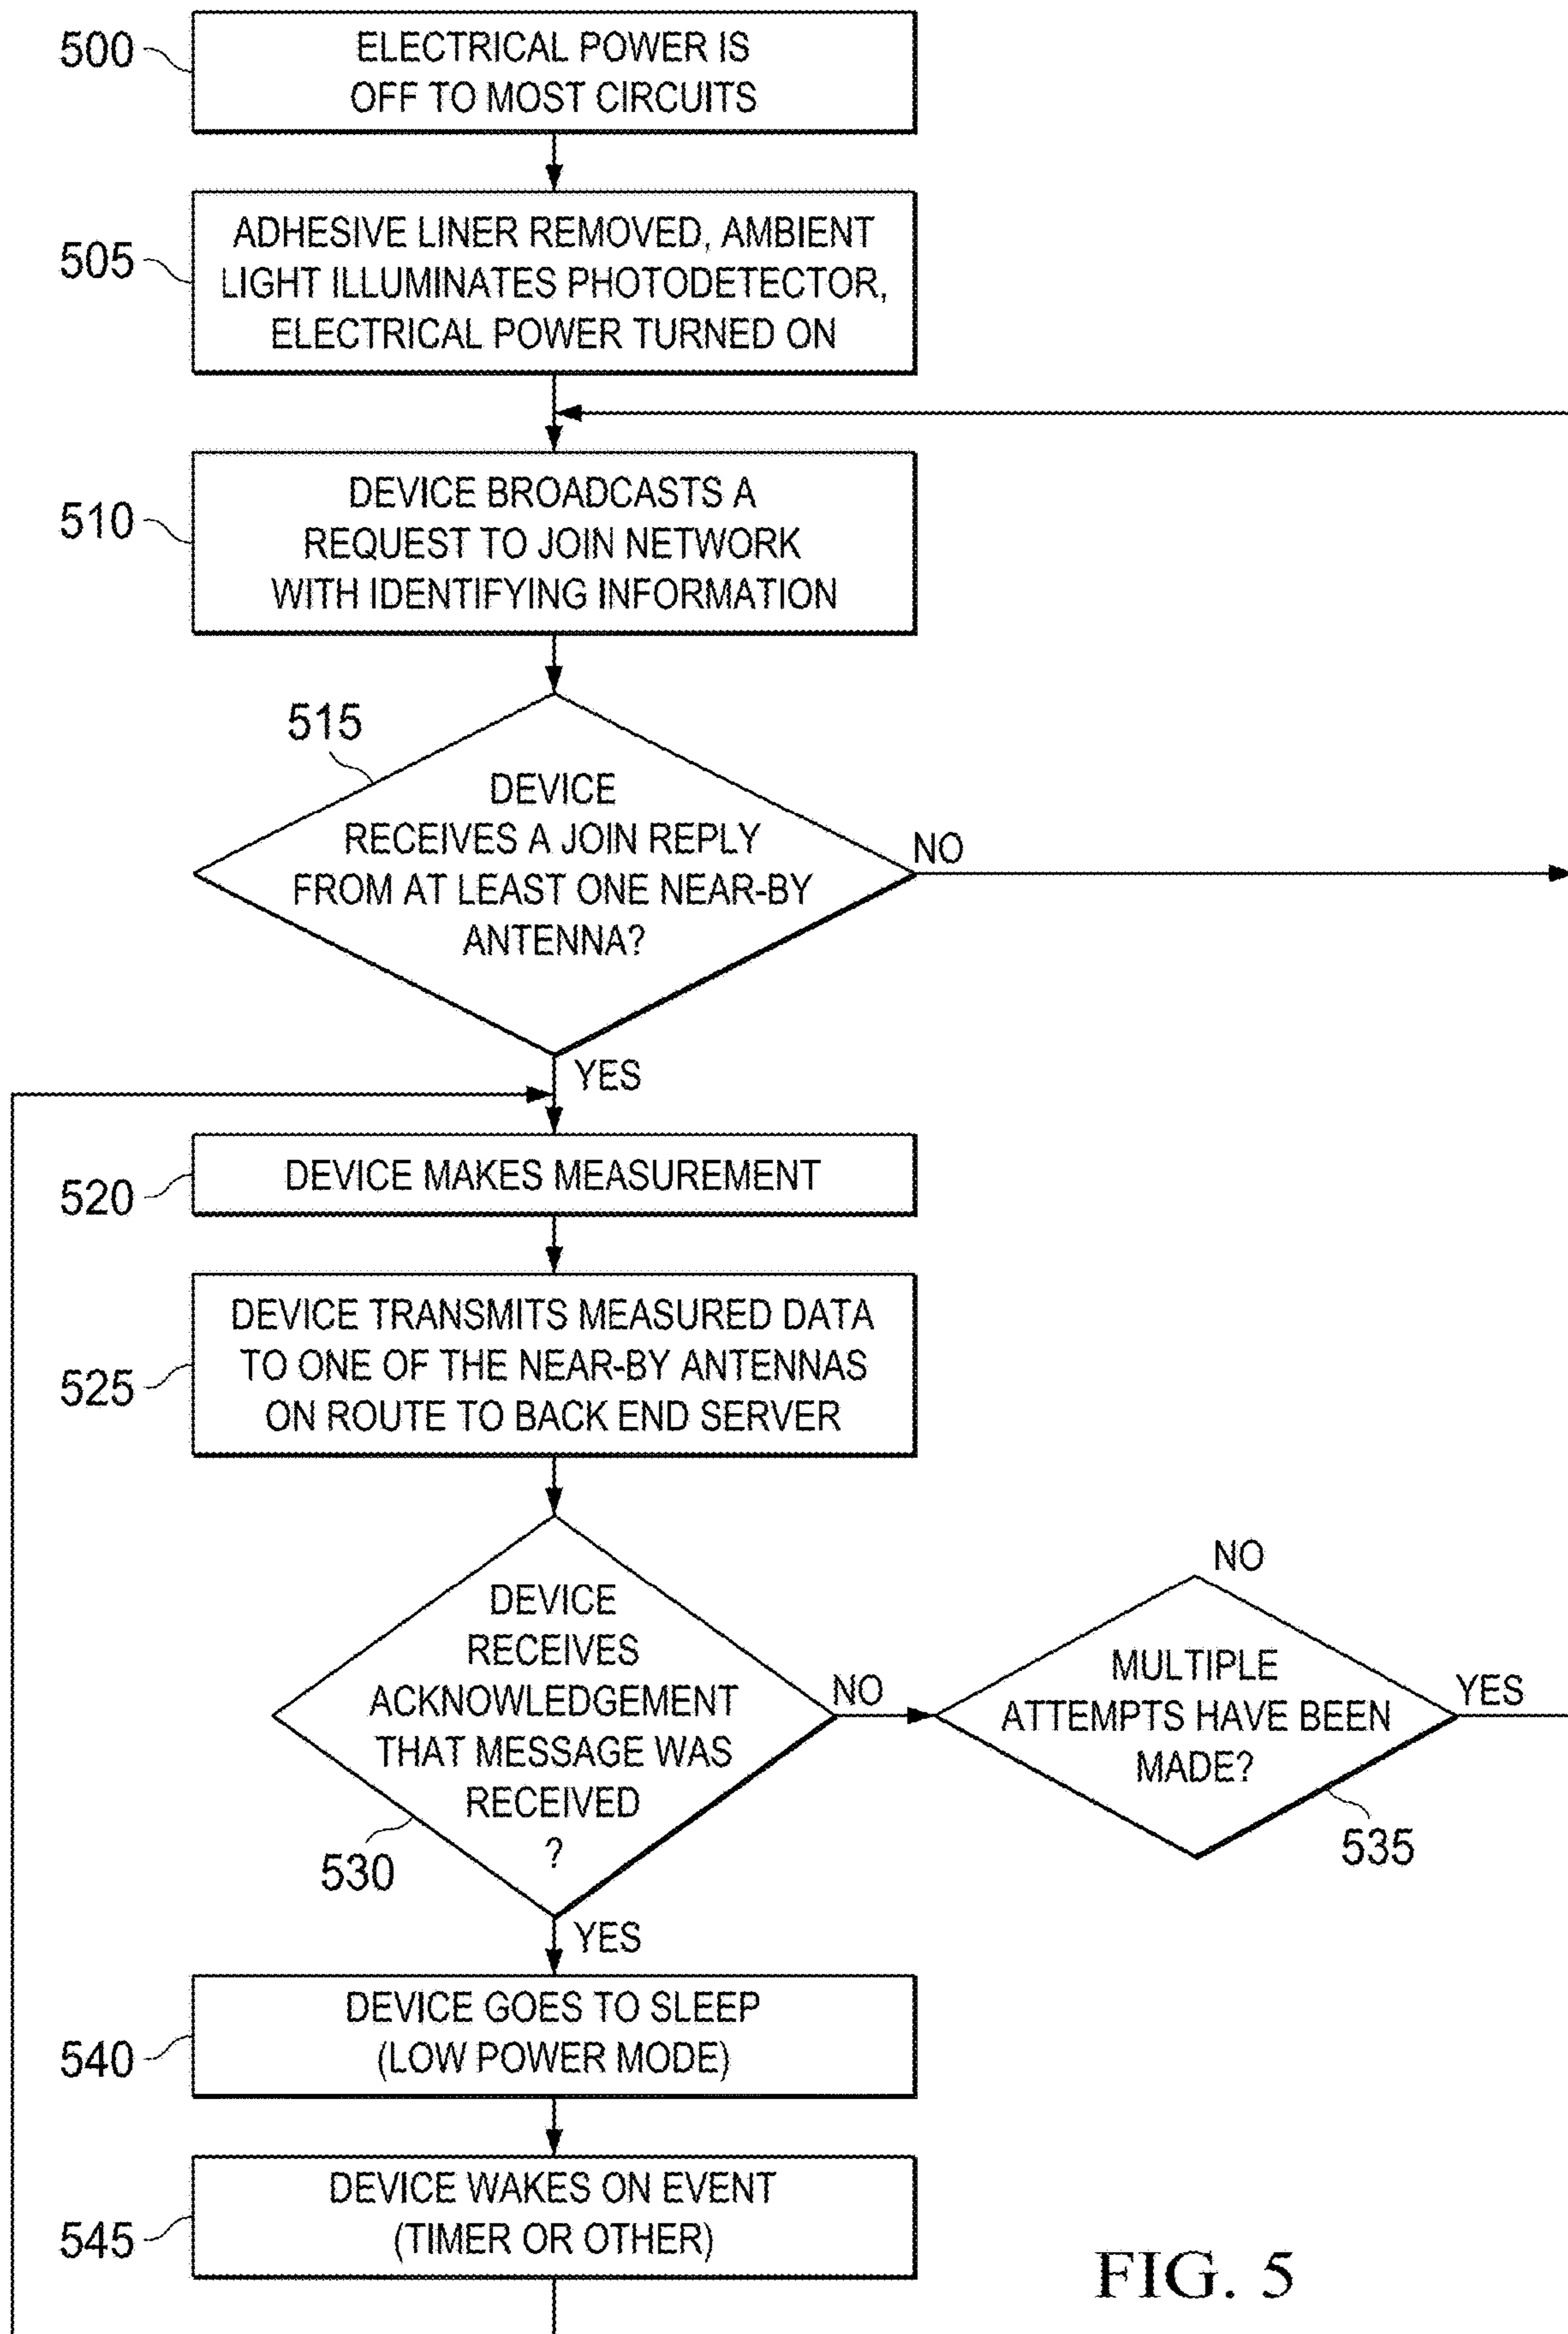 500
ELECTRICAL POWER IS
OFF TO MOST CIRCUITS
505
ADHESIVE LINER REMOVED, AMBIENT
LIGHT ILLUMINATES PHOTODETECTOR,
ELECTRICAL POWER TURNED ON
510
DEVICE BROADCASTS A
REQUEST TO JOIN NETWORK
WITH IDENTIFYING INFORMATION
515
DEVICE
RECEIVES A JOIN REPLY
FROM AT LEAST ONE NEAR-BY
ANTENNA?
NO
YES
520
DEVICE MAKES MEASUREMENT
525
DEVICE TRANSMITS MEASURED DATA
TO ONE OF THE NEAR-BY ANTENNAS
ON ROUTE TO BACK END SERVER
530
DEVICE
RECEIVES
ACKNOWLEDGEMENT
THAT MESSAGE WAS
RECEIVED
?
NO
YES
NO
MULTIPLE
ATTEMPTS HAVE BEEN
MADE?
YES
535
540
DEVICE GOES TO SLEEP
(LOW POWER MODE)
545
DEVICE WAKES ON EVENT
(TIMER OR OTHER)
FIG. 5